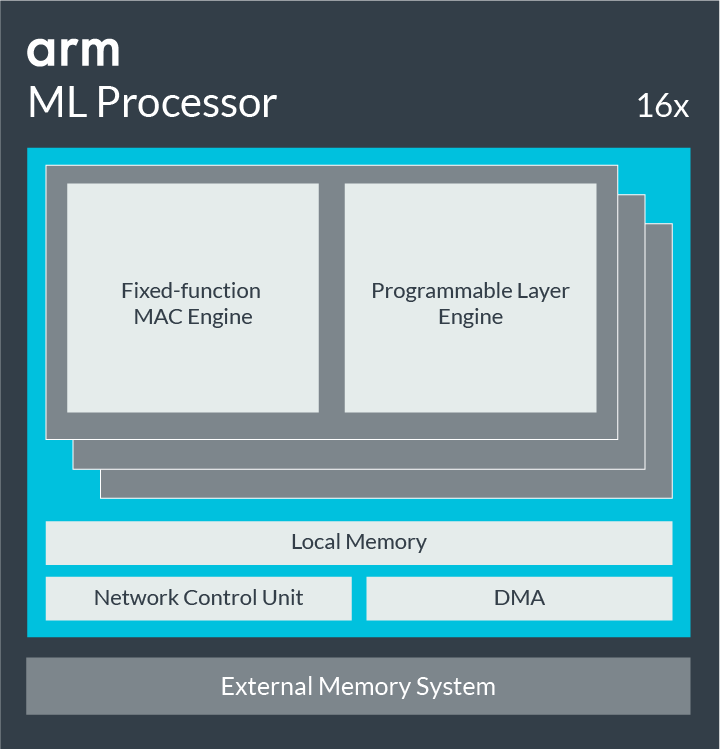 arm
ML Processor
16x
Fixed-function
MAC Engine
Programmable Layer
Engine
Local Memory
Network Control Unit
DMA
External Memory System